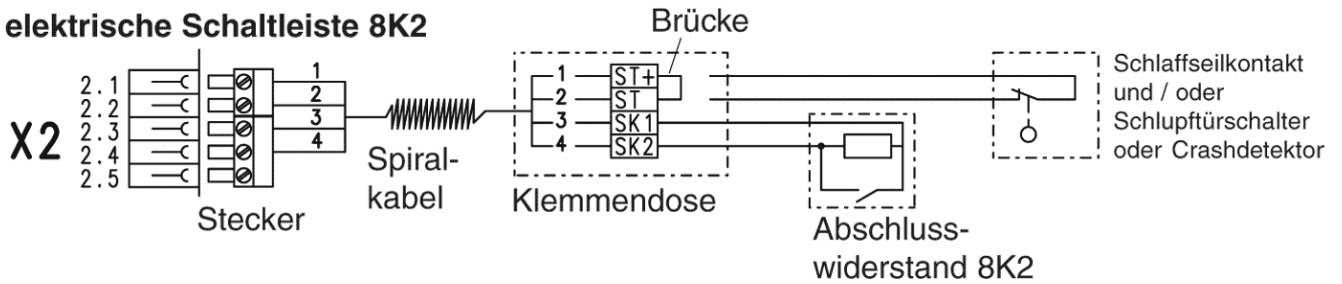 elektrische Schaltleiste 8K2
X2
2.1
2.2
2.3
2.4
2.5
Stecker
1
2
3
4
Spiral-
kabel
1 ST+
2 ST
3 SK1
4 SK2
Klemmendose
Brücke
Abschluss-
widerstand 8K2
Schlaffseilkontakt
und / oder
Schlupftürschalter
oder Crashdetektor